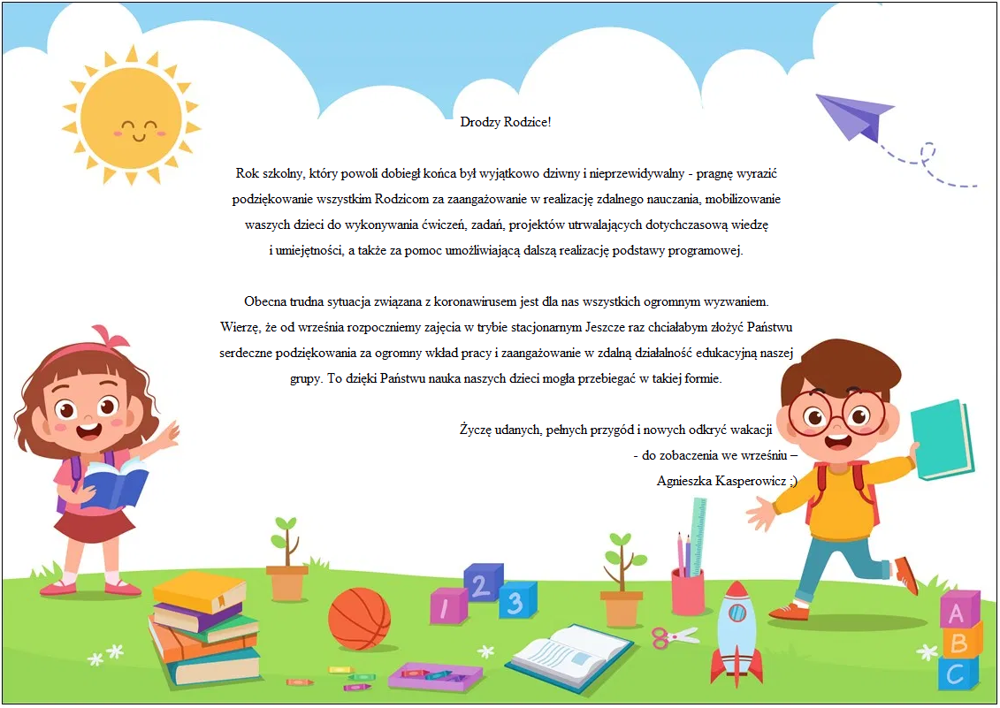 Drodzy Rodzice!
Rok szkolny, który powoli dobiegł końca był wyjątkowo dziwny i nieprzewidywalny - pragnę wyrazić
podziękowanie wszystkim Rodzicom za zaangażowanie w realizację zdalnego nauczania, mobilizowanie
waszych dzieci do wykonywania ćwiczeń, zadań, projektów utrwalających dotychczasową wiedzę
i umiejętności, a także za pomoc umożliwiającą dalszą realizację podstawy programowej.
Obecna trudna sytuacja związana z koronawirusem jest dla nas wszystkich ogromnym wyzwaniem.
Wierzę, że od września rozpoczniemy zajęcia w trybie stacjonarnym Jeszcze raz chciałabym złożyć Państwu
serdeczne podziękowania za ogromny wkład pracy i zaangażowanie w zdalną działalność edukacyjną naszej
grupy. To dzięki Państwu nauka naszych dzieci mogła przebiegać w takiej formie.
Życzę udanych, pełnych przygód i nowych odkryć wakacji
- do zobaczenia we wrześniu –
Agnieszka Kasperowicz ;)
2
1 3
A
B
C